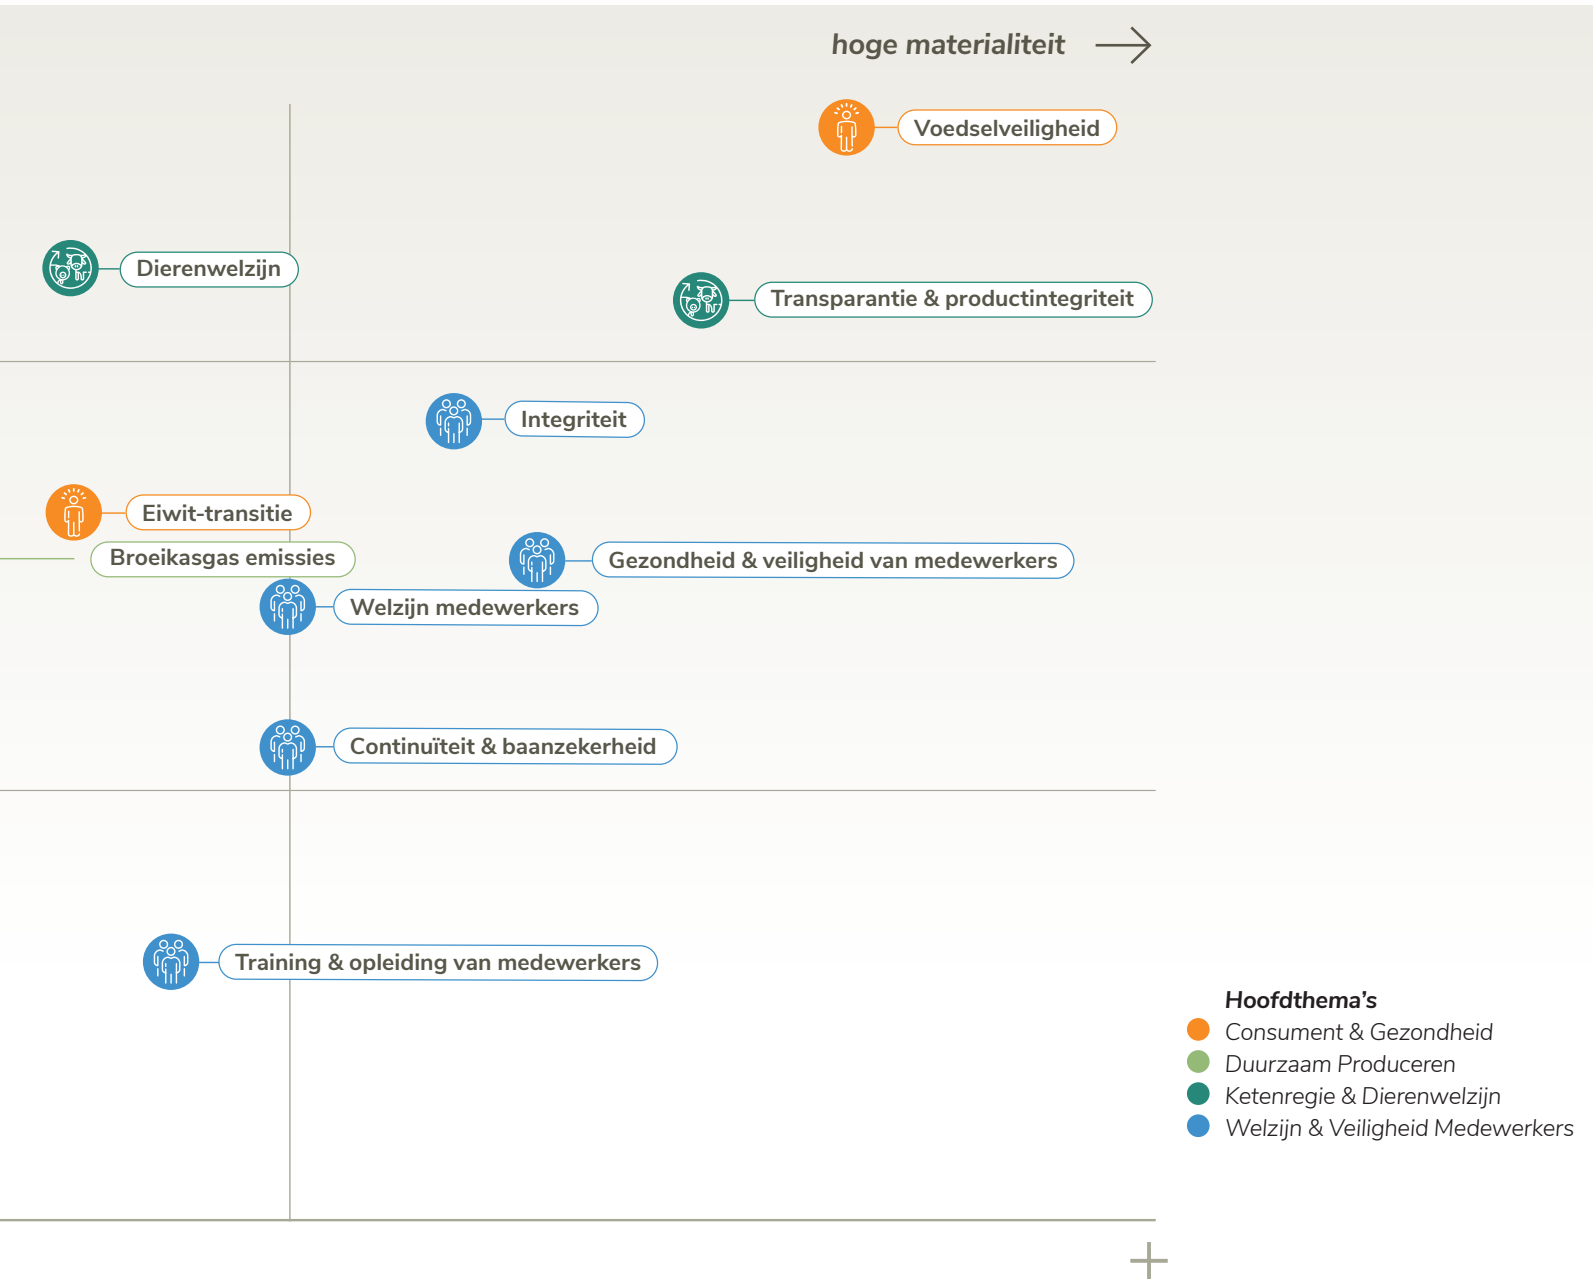 hoge materialiteit
Voedselveiligheid
Dierenwelzijn
Transparantie & productintegriteit
Integriteit
Eiwit-transitie
Broeikasgas emissies
Gezondheid & veiligheid van medewerkers
Welzijn medewerkers
Continuïteit & baanzekerheid
Training & opleiding van medewerkers
Hoofdthema’s
Consument & Gezondheid
Duurzaam Produceren
Ketenregie & Dierenwelzijn
Welzijn & Veiligheid Medewerkers
+